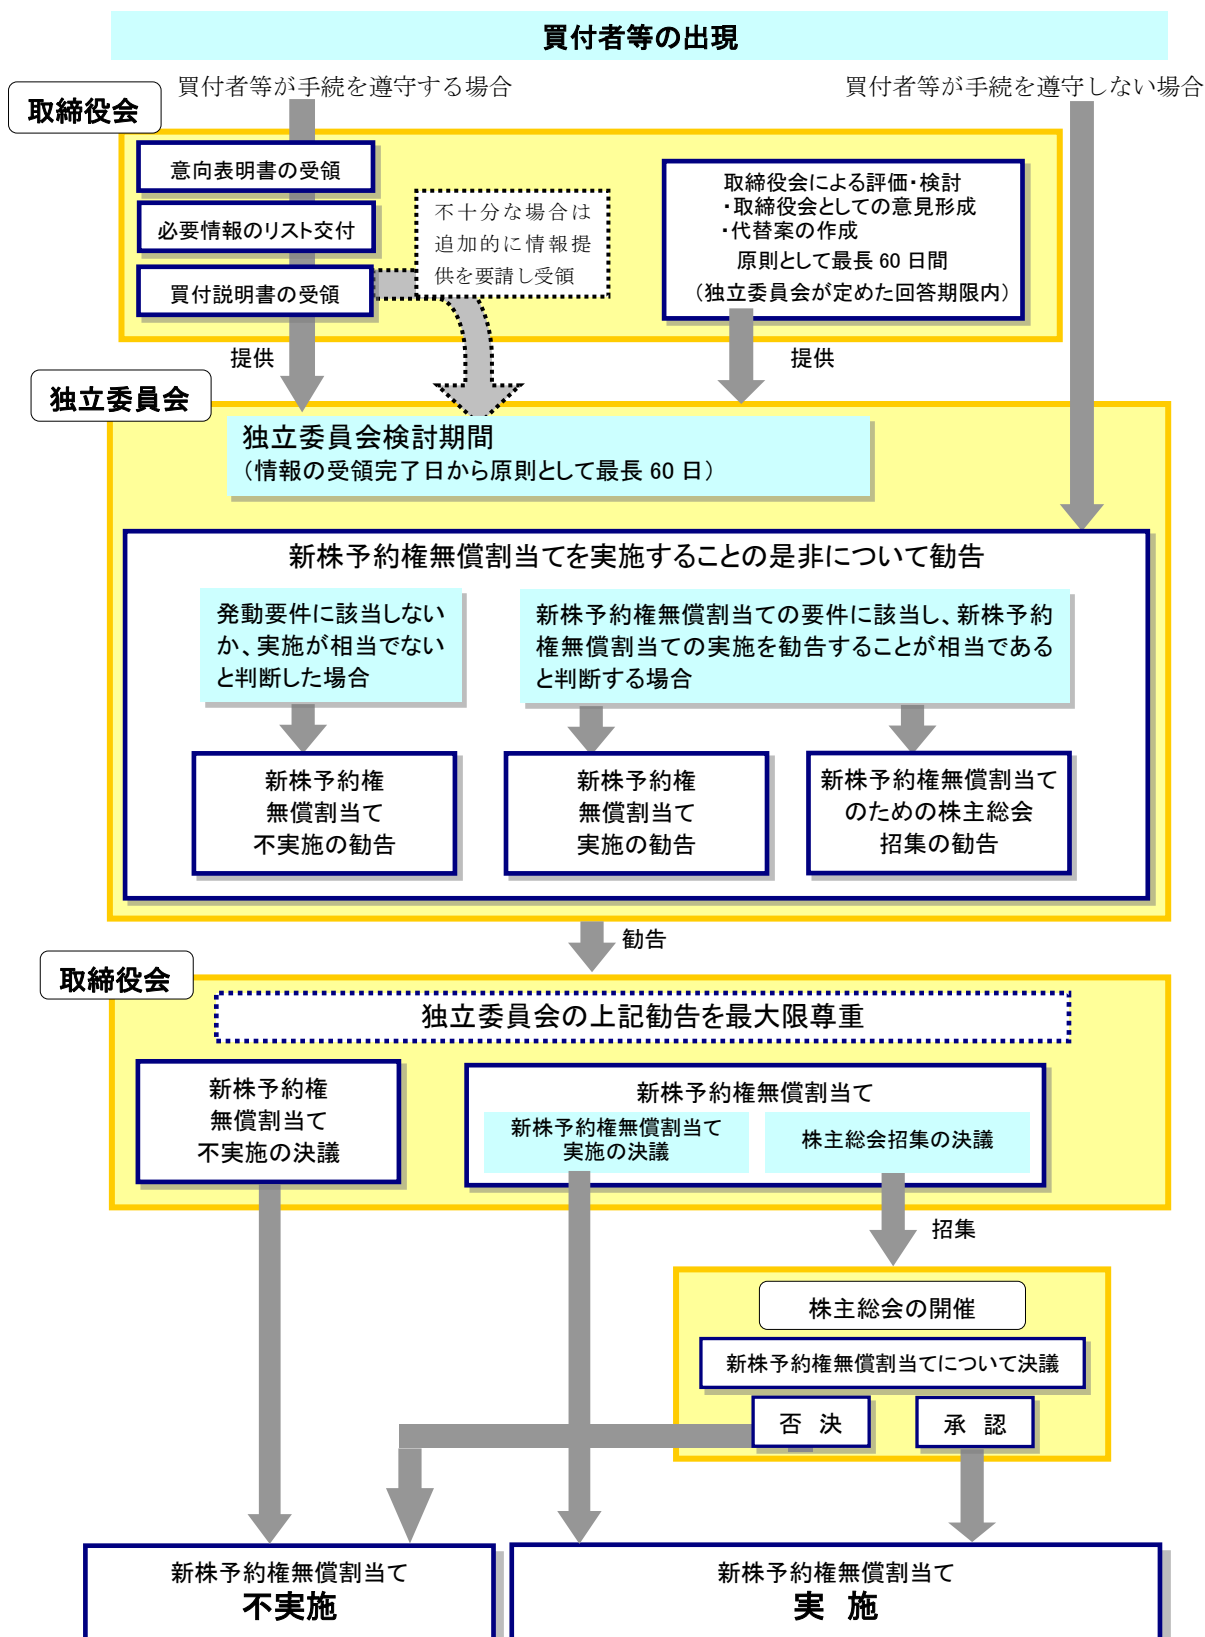 買付者等の出現
買付者等が手続を遵守する場合
買付者等が手続を遵守しない場合
取締役会
意向表明書の受領
必要情報のリスト交付
買付説明書の受領
不十分な場合は
追加的に情報提
供を要請し受領
取締役会による評価・検討
・取締役会としての意見形成
・代替案の作成
原則として最長 60 日間
（独立委員会が定めた回答期限内）
提供
提供
独立委員会
独立委員会検討期間
（情報の受領完了日から原則として最長 60 日）
新株予約権無償割当てを実施することの是非について勧告
発動要件に該当しない
か、実施が相当でない
と判断した場合
新株予約権無償割当ての要件に該当し、新株予約
権無償割当ての実施を勧告することが相当である
と判断する場合
新株予約権
無償割当て
不実施の勧告
新株予約権
無償割当て
実施の勧告
新株予約権無償割当て
のための株主総会
招集の勧告
勧告
取締役会
独立委員会の上記勧告を最大限尊重
新株予約権
無償割当て
不実施の決議
新株予約権無償割当て
新株予約権無償割当て
実施の決議
株主総会招集の決議
招集
株主総会の開催
新株予約権無償割当てについて決議
否 決
承 認
新株予約権無償割当て
不実施
新株予約権無償割当て
実 施